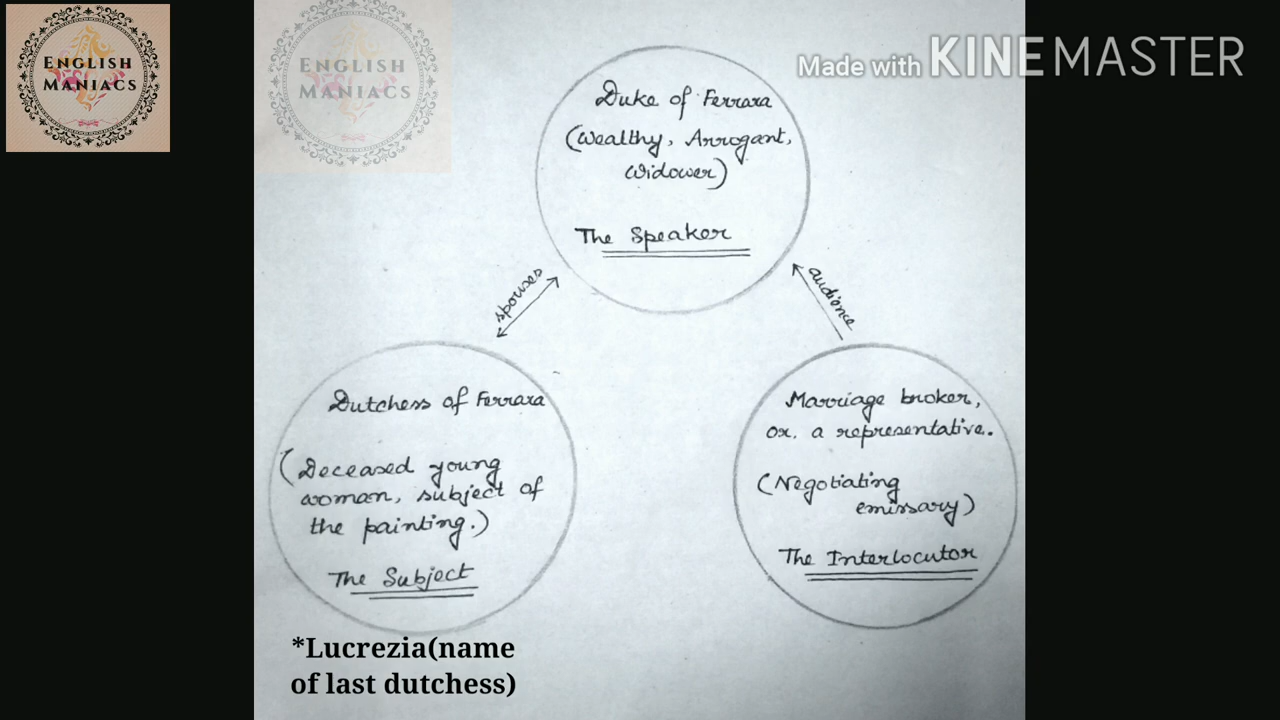 ENGLISH
MANIACS
ENGLISH
MANIACS
Made with KINEMASTER
Duke of Ferrara
(Wealthy, Arrogant,
Widower)
The Speaker
spouses
audience
Dutchess of Ferrara
(Deceased young
woman, subject of
the painting.)
The Subject
Marriage broker,
or, a representative.
(Negotiating
emissary)
The Interlocutor
*Lucrezia(name
of last dutchess)